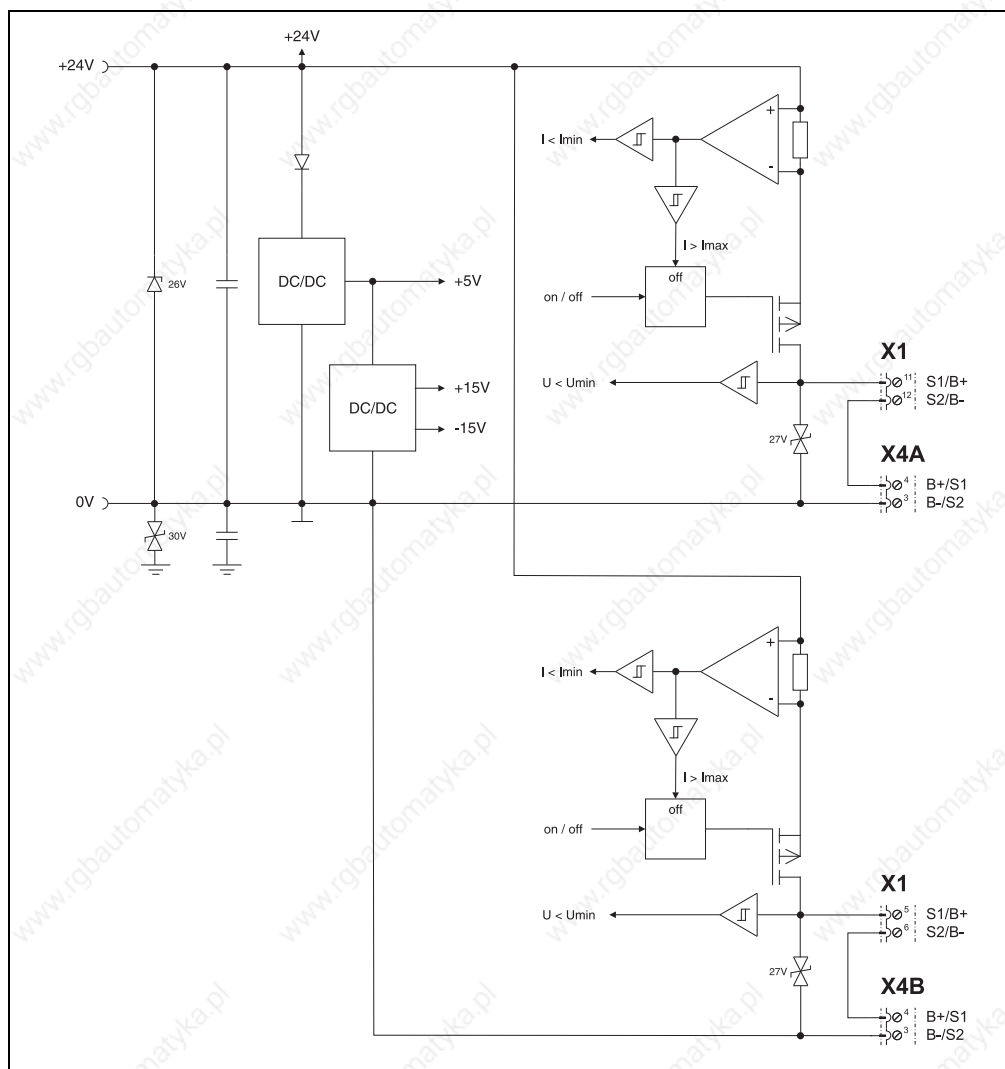 +24V
+24V
+
-
I < Imin
I > Imax
off
on / off
DC/DC
+5V
26V
U < Umin
X1
11 S1/B+
12 S2/B-
DC/DC
+15V
-15V
27V
X4A
4 B+/S1
3 B-/S2
0V
30V
+
-
I < Imin
I > Imax
off
on / off
U < Umin
X1
5 S1/B+
6 S2/B-
27V
X4B
4 B+/S1
3 B-/S2
www.rgbautomatyka.pl